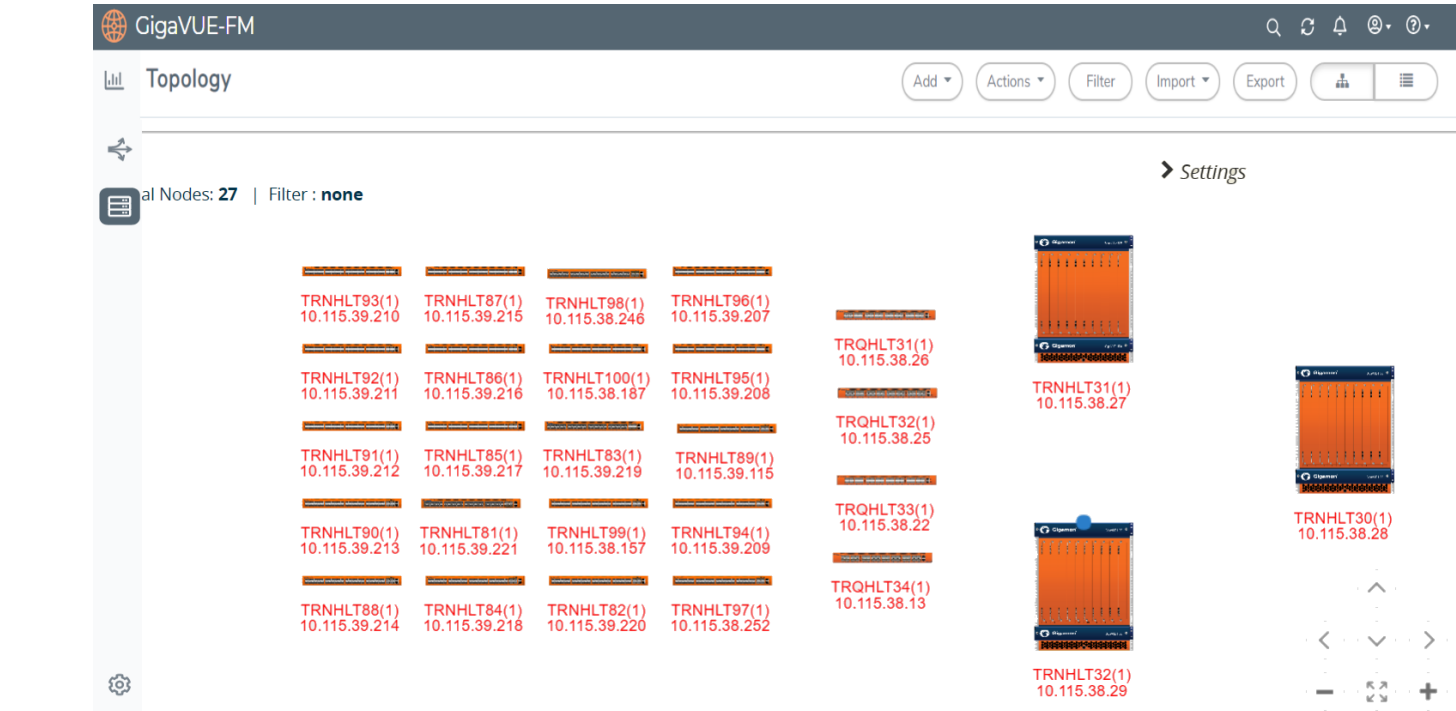 GigaVUE-FM
Topology
Add
Actions
Filter
Import
Export
Settings
al Nodes: 27 | Filter : none
TRNHLT93(1)
10.115.39.210
TRNHLT87(1)
10.115.39.215
TRNHLT98(1)
10.115.38.246
TRNHLT96(1)
10.115.39.207
TRNHLT92(1)
10.115.39.211
TRNHLT86(1)
10.115.39.216
TRNHLT100(1)
10.115.38.187
TRNHLT95(1)
10.115.39.208
TRNHLT91(1)
10.115.39.212
TRNHLT85(1)
10.115.39.217
TRNHLT83(1)
10.115.39.219
TRNHLT89(1)
10.115.39.115
TRNHLT90(1)
10.115.39.213
TRNHLT81(1)
10.115.39.221
TRNHLT99(1)
10.115.38.157
TRNHLT94(1)
10.115.39.209
TRNHLT88(1)
10.115.39.214
TRNHLT84(1)
10.115.39.218
TRNHLT82(1)
10.115.39.220
TRNHLT97(1)
10.115.38.252
TRQHLT31(1)
10.115.38.26
TRQHLT32(1)
10.115.38.25
TRQHLT33(1)
10.115.38.22
TRQHLT34(1)
10.115.38.13
Gigamon
Gigamon
TRNHLT31(1)
10.115.38.27
Gigamon
Gigamon
TRNHLT32(1)
10.115.38.29
Gigamon
Gigamon
TRNHLT30(1)
10.115.38.28